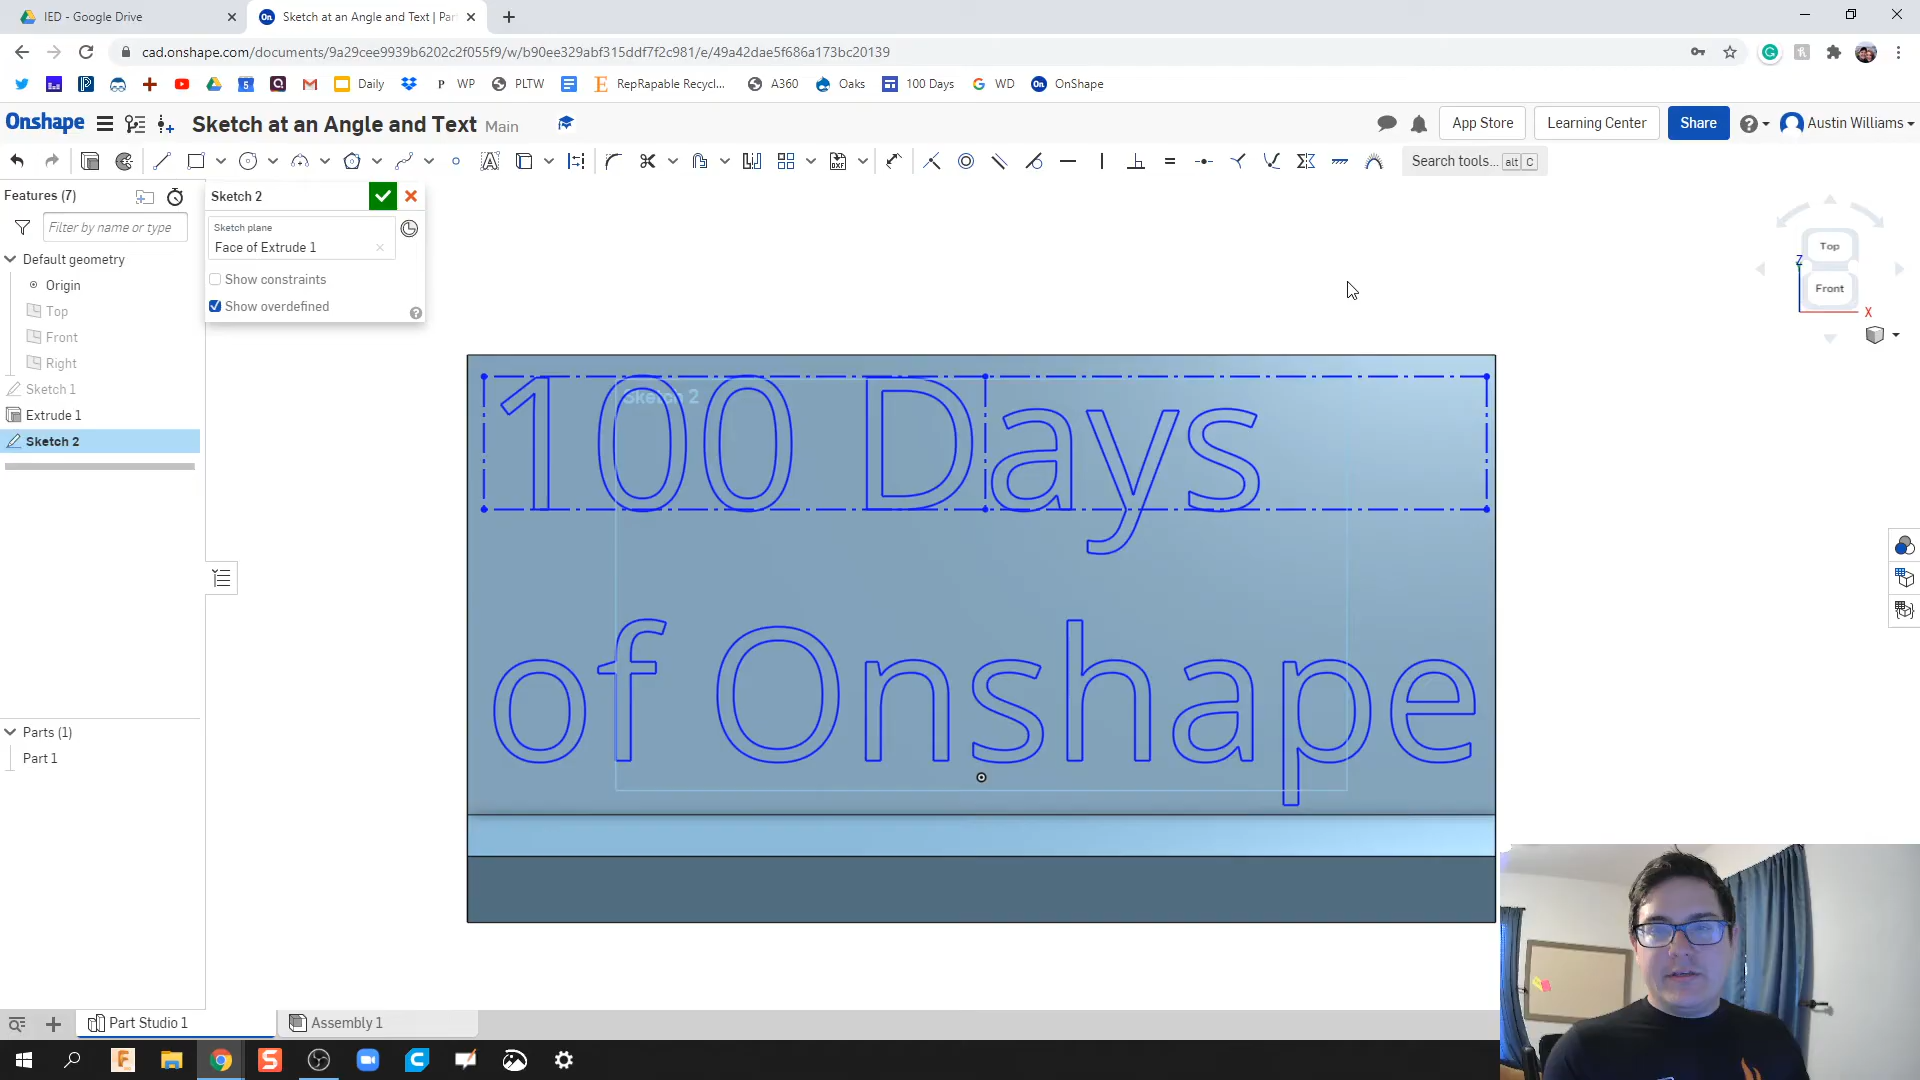 IED - Google Drive
Sketch at an Angle and Text | Par
cad.onshape.com/documents/9a29cee9939b6202c2f055f9/w/b90ee329abf315ddf7f2c981/e/49a42dae5f686a173bc20139
Daily
P WP
PLTW
RepRapable Recycl...
A360
Oaks
100 Days
WD
OnShape
Onshape
Sketch at an Angle and Text Main
App Store
Learning Center
Share
Austin Williams
Search tools... alt C
Features (7)
Filter by name or type
Default geometry
Origin
Top
Front
Right
Sketch 1
Extrude 1
Sketch 2
Parts (1)
Part 1
Sketch 2
Sketch plane
Face of Extrude 1
Show constraints
Show overdefined
Top
Front
Z
X
Sketch 2
100 Days
of Onshape
Part Studio 1
Assembly 1